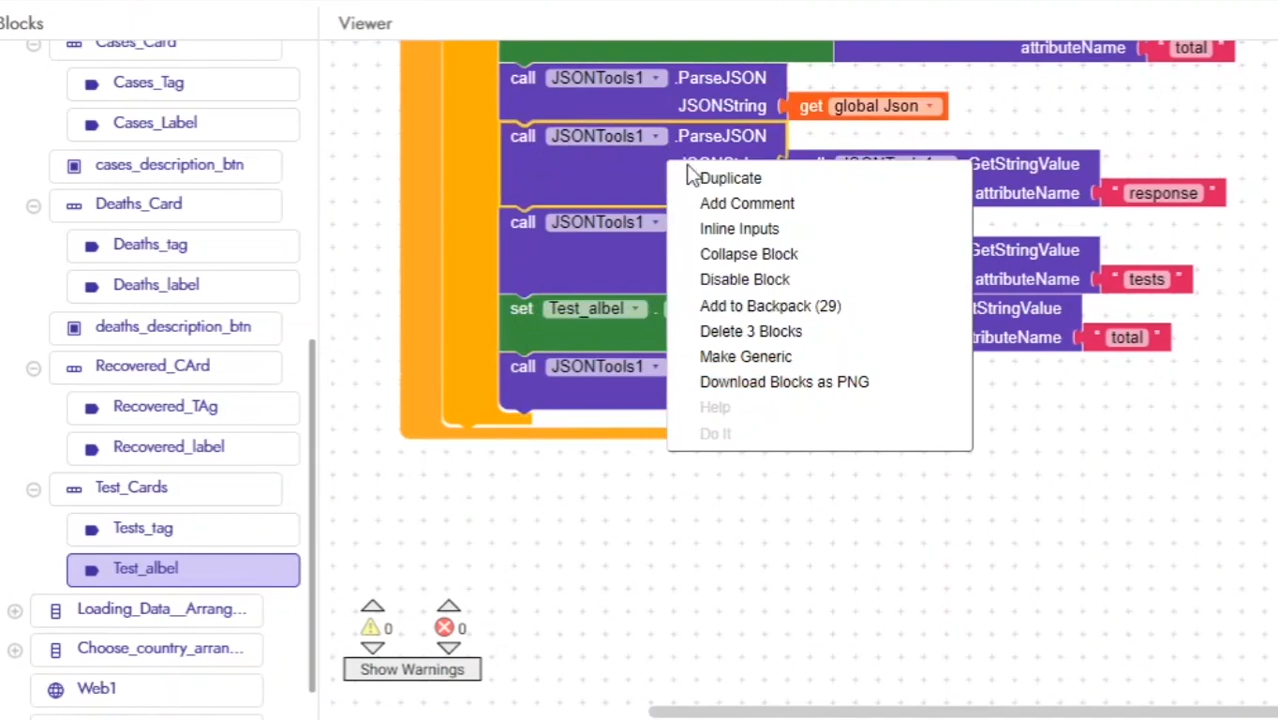 Blocks
Viewer
Cases_Card
Cases_Tag
Cases_Label
cases_description_btn
Deaths_Card
Deaths_tag
Deaths_label
deaths_description_btn
Recovered_CArd
Recovered_TAg
Recovered_label
Test_Cards
Tests_tag
Test_albel
Loading_Data__Arrang...
Choose_country_arran...
Web1
attributeName " total "
call JSONTools1 .ParseJSON
JSONString get global Json
call JSONTools1 .ParseJSON
GetStringValue
attributeName " response "
call JSONTools1
GetStringValue
attributeName " tests "
set Test_albel .
tStringValue
tributeName " total "
call JSONTools1
Duplicate
Add Comment
Inline Inputs
Collapse Block
Disable Block
Add to Backpack (29)
Delete 3 Blocks
Make Generic
Download Blocks as PNG
Help
Do It
0 0
Show Warnings